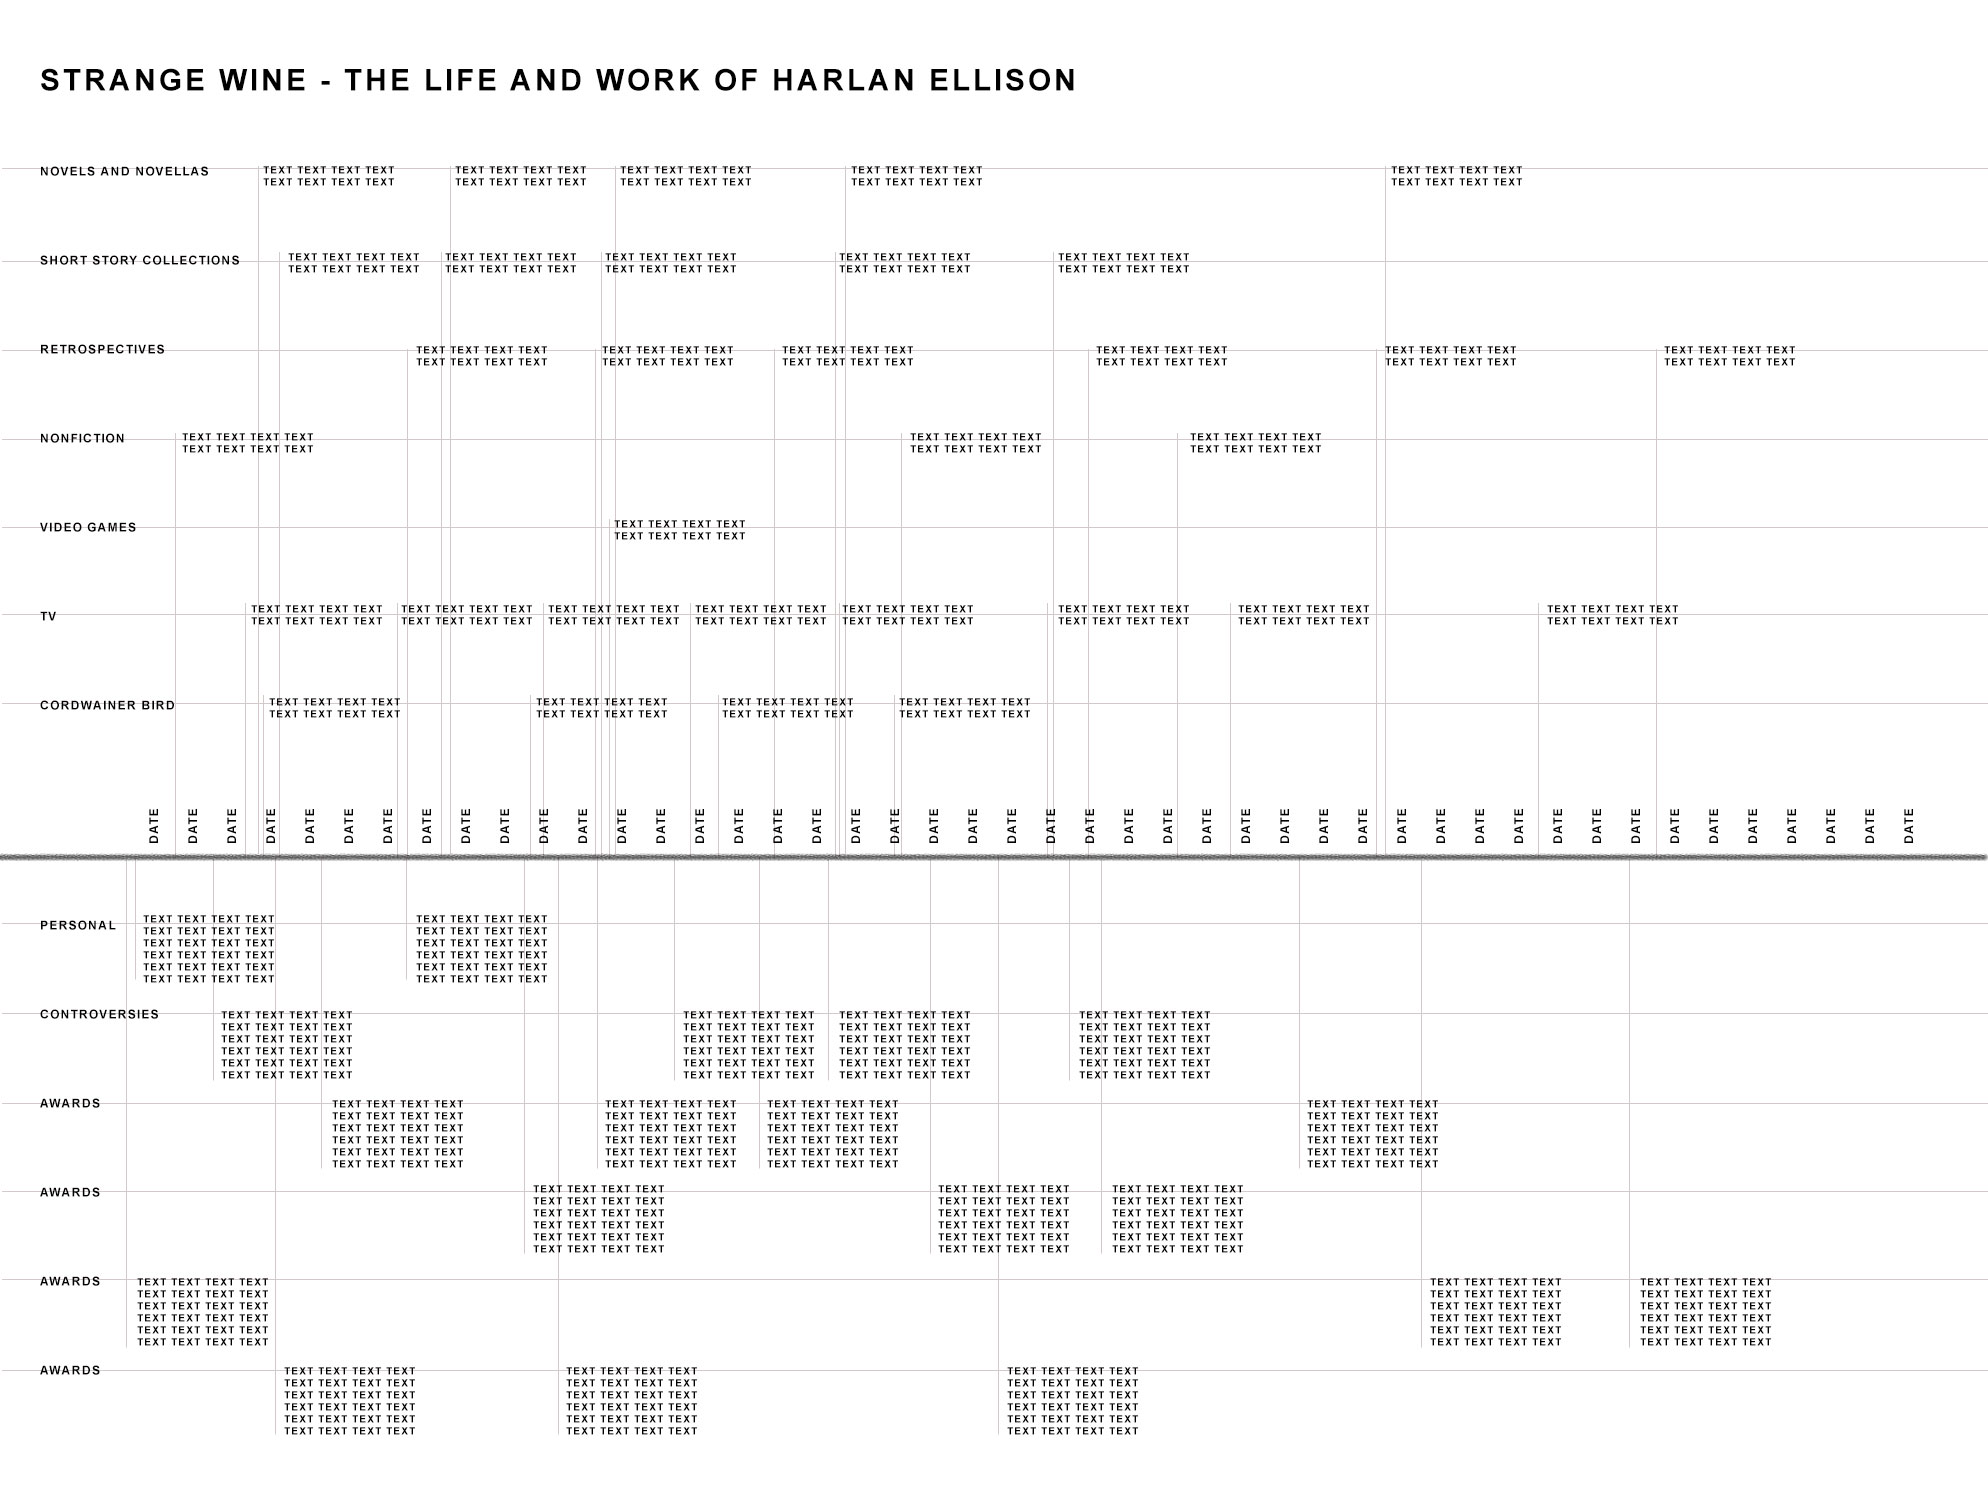 STRANGE WINE - THE LIFE AND WORK OF HARLAN ELLISON
NOVELS AND NOVELLAS TEXT TEXT TEXT TEXT TEXT TEXT TEXT TEXT TEXT TEXT TEXT TEXT TEXT TEXT TEXT TEXT TEXT TEXT TEXT TEXT
TEXT TEXT TEXT TEXT TEXT TEXT TEXT TEXT TEXT TEXT TEXT TEXT TEXT TEXT TEXT TEXT TEXT TEXT TEXT TEXT
SHORT STORY COLLECTIONS TEXT TEXT TEXT TEXT TEXT TEXT TEXT TEXT TEXT TEXT TEXT TEXT TEXT TEXT TEXT TEXT TEXT TEXT TEXT TEXT
TEXT TEXT TEXT TEXT TEXT TEXT TEXT TEXT TEXT TEXT TEXT TEXT TEXT TEXT TEXT TEXT TEXT TEXT TEXT TEXT
RETROSPECTIVES TEXT TEXT TEXT TEXT TEXT TEXT TEXT TEXT TEXT TEXT TEXT TEXT TEXT TEXT TEXT TEXT TEXT TEXT TEXT TEXT TEXT TEXT TEXT TEXT
TEXT TEXT TEXT TEXT TEXT TEXT TEXT TEXT TEXT TEXT TEXT TEXT TEXT TEXT TEXT TEXT TEXT TEXT TEXT TEXT TEXT TEXT TEXT TEXT
NONFICTION TEXT TEXT TEXT TEXT TEXT TEXT TEXT TEXT TEXT TEXT TEXT TEXT
TEXT TEXT TEXT TEXT TEXT TEXT TEXT TEXT TEXT TEXT TEXT TEXT
VIDEO GAMES TEXT TEXT TEXT TEXT
TEXT TEXT TEXT TEXT
TV TEXT TEXT TEXT TEXT TEXT TEXT TEXT TEXT TEXT TEXT TEXT TEXT TEXT TEXT TEXT TEXT TEXT TEXT TEXT TEXT TEXT TEXT TEXT TEXT TEXT TEXT TEXT TEXT TEXT TEXT TEXT TEXT
TEXT TEXT TEXT TEXT TEXT TEXT TEXT TEXT TEXT TEXT TEXT TEXT TEXT TEXT TEXT TEXT TEXT TEXT TEXT TEXT TEXT TEXT TEXT TEXT TEXT TEXT TEXT TEXT TEXT TEXT TEXT TEXT
CORDWAINER BIRD TEXT TEXT TEXT TEXT TEXT TEXT TEXT TEXT TEXT TEXT TEXT TEXT TEXT TEXT TEXT TEXT
TEXT TEXT TEXT TEXT TEXT TEXT TEXT TEXT TEXT TEXT TEXT TEXT TEXT TEXT TEXT TEXT
DATE DATE DATE DATE DATE DATE DATE DATE DATE DATE DATE DATE DATE DATE DATE DATE DATE DATE DATE DATE DATE DATE DATE DATE DATE DATE DATE DATE DATE DATE DATE DATE DATE DATE DATE DATE DATE DATE DATE DATE DATE DATE DATE DATE DATE DATE
PERSONAL TEXT TEXT TEXT TEXT TEXT TEXT TEXT TEXT
TEXT TEXT TEXT TEXT TEXT TEXT TEXT TEXT
TEXT TEXT TEXT TEXT TEXT TEXT TEXT TEXT
TEXT TEXT TEXT TEXT TEXT TEXT TEXT TEXT
TEXT TEXT TEXT TEXT TEXT TEXT TEXT TEXT
TEXT TEXT TEXT TEXT TEXT TEXT TEXT TEXT
CONTROVERSIES TEXT TEXT TEXT TEXT TEXT TEXT TEXT TEXT TEXT TEXT TEXT TEXT TEXT TEXT TEXT TEXT
TEXT TEXT TEXT TEXT TEXT TEXT TEXT TEXT TEXT TEXT TEXT TEXT TEXT TEXT TEXT TEXT
TEXT TEXT TEXT TEXT TEXT TEXT TEXT TEXT TEXT TEXT TEXT TEXT TEXT TEXT TEXT TEXT
TEXT TEXT TEXT TEXT TEXT TEXT TEXT TEXT TEXT TEXT TEXT TEXT TEXT TEXT TEXT TEXT
TEXT TEXT TEXT TEXT TEXT TEXT TEXT TEXT TEXT TEXT TEXT TEXT TEXT TEXT TEXT TEXT
TEXT TEXT TEXT TEXT TEXT TEXT TEXT TEXT TEXT TEXT TEXT TEXT TEXT TEXT TEXT TEXT
AWARDS TEXT TEXT TEXT TEXT TEXT TEXT TEXT TEXT TEXT TEXT TEXT TEXT TEXT TEXT TEXT TEXT
TEXT TEXT TEXT TEXT TEXT TEXT TEXT TEXT TEXT TEXT TEXT TEXT TEXT TEXT TEXT TEXT
TEXT TEXT TEXT TEXT TEXT TEXT TEXT TEXT TEXT TEXT TEXT TEXT TEXT TEXT TEXT TEXT
TEXT TEXT TEXT TEXT TEXT TEXT TEXT TEXT TEXT TEXT TEXT TEXT TEXT TEXT TEXT TEXT
TEXT TEXT TEXT TEXT TEXT TEXT TEXT TEXT TEXT TEXT TEXT TEXT TEXT TEXT TEXT TEXT
TEXT TEXT TEXT TEXT TEXT TEXT TEXT TEXT TEXT TEXT TEXT TEXT TEXT TEXT TEXT TEXT
AWARDS TEXT TEXT TEXT TEXT TEXT TEXT TEXT TEXT TEXT TEXT TEXT TEXT
TEXT TEXT TEXT TEXT TEXT TEXT TEXT TEXT TEXT TEXT TEXT TEXT
TEXT TEXT TEXT TEXT TEXT TEXT TEXT TEXT TEXT TEXT TEXT TEXT
TEXT TEXT TEXT TEXT TEXT TEXT TEXT TEXT TEXT TEXT TEXT TEXT
TEXT TEXT TEXT TEXT TEXT TEXT TEXT TEXT TEXT TEXT TEXT TEXT
TEXT TEXT TEXT TEXT TEXT TEXT TEXT TEXT TEXT TEXT TEXT TEXT
AWARDS TEXT TEXT TEXT TEXT TEXT TEXT TEXT TEXT TEXT TEXT TEXT TEXT
TEXT TEXT TEXT TEXT TEXT TEXT TEXT TEXT TEXT TEXT TEXT TEXT
TEXT TEXT TEXT TEXT TEXT TEXT TEXT TEXT TEXT TEXT TEXT TEXT
TEXT TEXT TEXT TEXT TEXT TEXT TEXT TEXT TEXT TEXT TEXT TEXT
TEXT TEXT TEXT TEXT TEXT TEXT TEXT TEXT TEXT TEXT TEXT TEXT
TEXT TEXT TEXT TEXT TEXT TEXT TEXT TEXT TEXT TEXT TEXT TEXT
AWARDS TEXT TEXT TEXT TEXT TEXT TEXT TEXT TEXT TEXT TEXT TEXT TEXT
TEXT TEXT TEXT TEXT TEXT TEXT TEXT TEXT TEXT TEXT TEXT TEXT
TEXT TEXT TEXT TEXT TEXT TEXT TEXT TEXT TEXT TEXT TEXT TEXT
TEXT TEXT TEXT TEXT TEXT TEXT TEXT TEXT TEXT TEXT TEXT TEXT
TEXT TEXT TEXT TEXT TEXT TEXT TEXT TEXT TEXT TEXT TEXT TEXT
TEXT TEXT TEXT TEXT TEXT TEXT TEXT TEXT TEXT TEXT TEXT TEXT